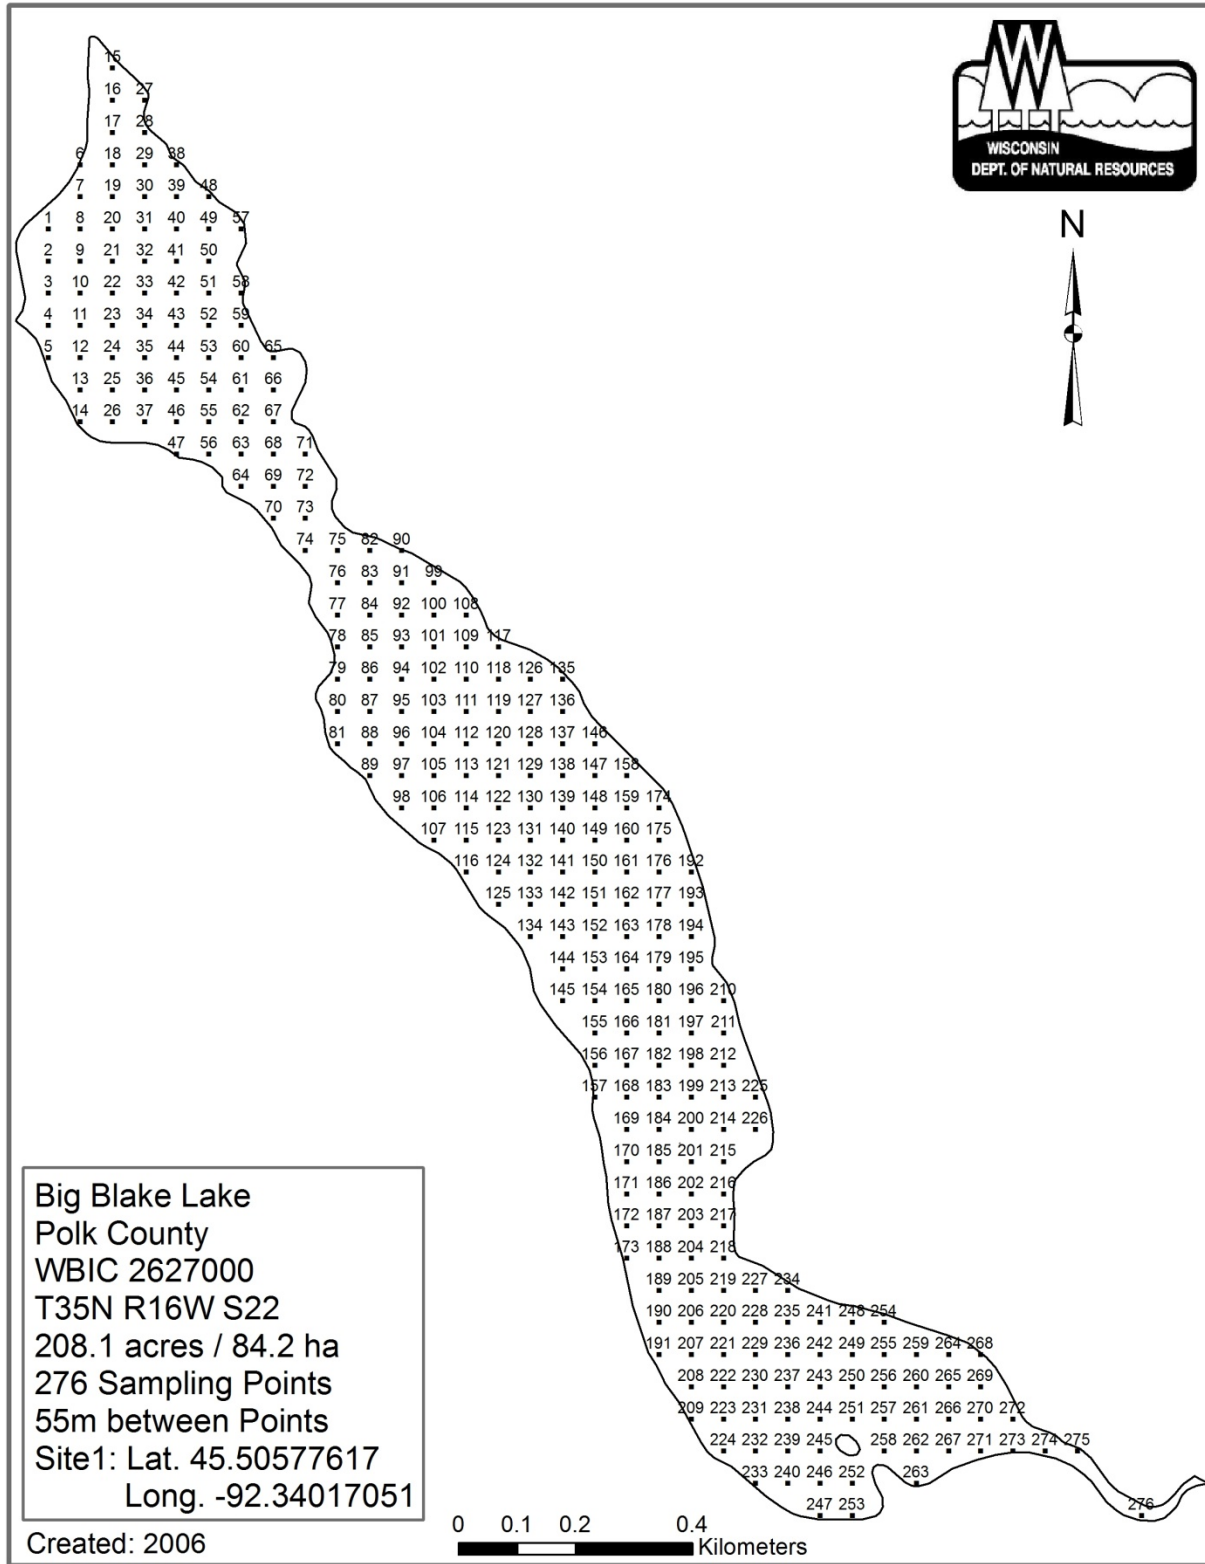 15
16 27
17 28
6 18 29 38
7 19 30 39 48
1 8 20 31 40 49 57
2 9 21 32 41 50
3 10 22 33 42 51 58
4 11 23 34 43 52 59
5 12 24 35 44 53 60 65
13 25 36 45 54 61 66
14 26 37 46 55 62 67
47 56 63 68 71
64 69 72
70 73
74 75 82 90
76 83 91 99
77 84 92 100 108
78 85 93 101 109 117
79 86 94 102 110 118 126 135
80 87 95 103 111 119 127 136
81 88 96 104 112 120 128 137 146
89 97 105 113 121 129 138 147 158
98 106 114 122 130 139 148 159 174
107 115 123 131 140 149 160 175
116 124 132 141 150 161 176 192
125 133 142 151 162 177 193
134 143 152 163 178 194
144 153 164 179 195
145 154 165 180 196 210
155 166 181 197 211
156 167 182 198 212
157 168 183 199 213 225
169 184 200 214 226
170 185 201 215
171 186 202 216
172 187 203 217
173 188 204 218
189 205 219 227 234
190 206 220 228 235 241 248 254
191 207 221 229 236 242 249 255 259 264 268
208 222 230 237 243 250 256 260 265 269
209 223 231 238 244 251 257 261 266 270 272
224 232 239 245 258 262 267 271 273 274 275
233 240 246 252 263
247 253 276
W
WISCONSIN
DEPT. OF NATURAL RESOURCES
N
Big Blake Lake
Polk County
WBIC 2627000
T35N R16W S22
208.1 acres / 84.2 ha
276 Sampling Points
55m between Points
Site1: Lat. 45.50577617
Long. -92.34017051
Created: 2006
0 0.1 0.2 0.4
Kilometers